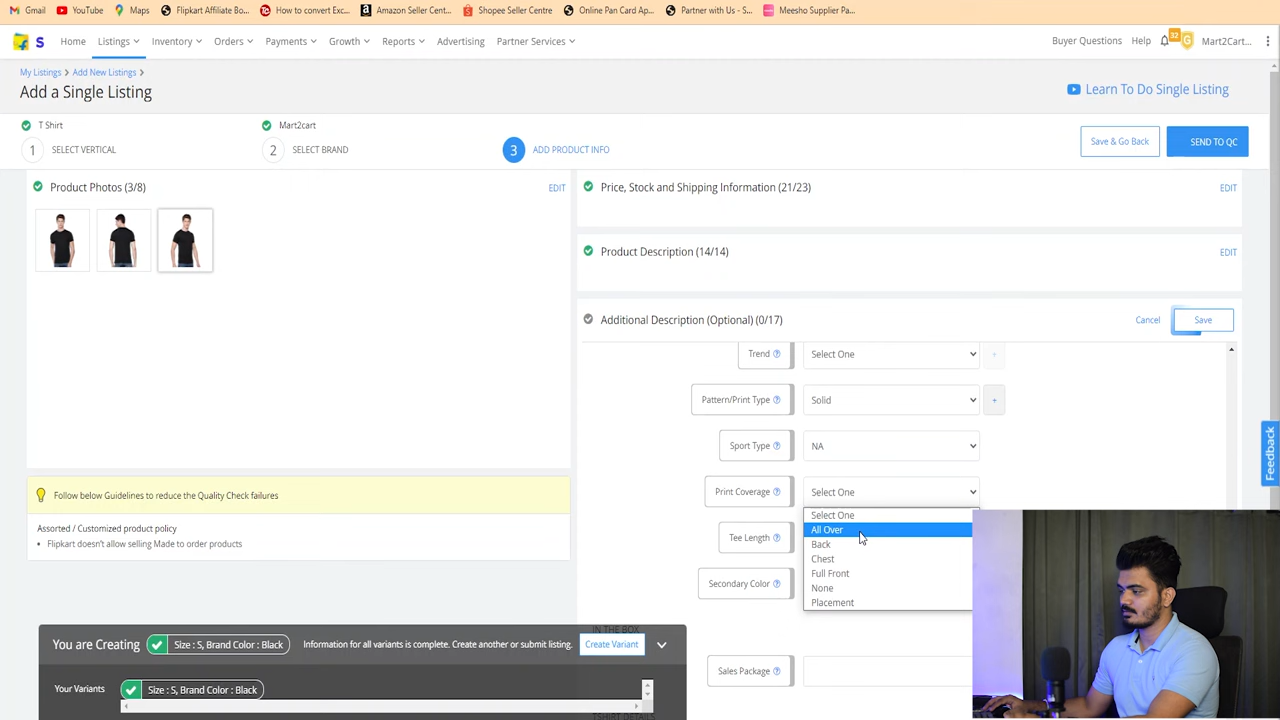 Gmail YouTube Maps Flipkart Affiliate Bo... How to convert Exc... Amazon Seller Cent... Shopee Seller Centre Online Pan Card Ap... Partner with Us - S... Meesho Supplier Pa...
S Home Listings Inventory Orders Payments Growth Reports Advertising Partner Services Buyer Questions Help 32 G Mart2Cart...
My Listings Add New Listings
Add a Single Listing
Learn To Do Single Listing
T Shirt Mart2cart
1 SELECT VERTICAL 2 SELECT BRAND 3 ADD PRODUCT INFO Save & Go Back SEND TO QC
Product Photos (3/8) EDIT
Price, Stock and Shipping Information (21/23) EDIT
Product Description (14/14) EDIT
Additional Description (Optional) (0/17) Cancel Save
Trend ? Select One +
Pattern/Print Type ? Solid +
Sport Type ? NA
Print Coverage ? Select One
Select One
All Over
Back
Chest
Full Front
None
Placement
Tee Length ?
Secondary Color ?
IN THE BOX
Sales Package ?
TSHIRT DETAILS
Follow below Guidelines to reduce the Quality Check failures
Assorted / Customized product policy
• Flipkart doesn't allow selling Made to order products
You are Creating Size : S, Brand Color : Black Information for all variants is complete. Create another or submit listing. Create Variant
Your Variants Size : S, Brand Color : Black
Feedback